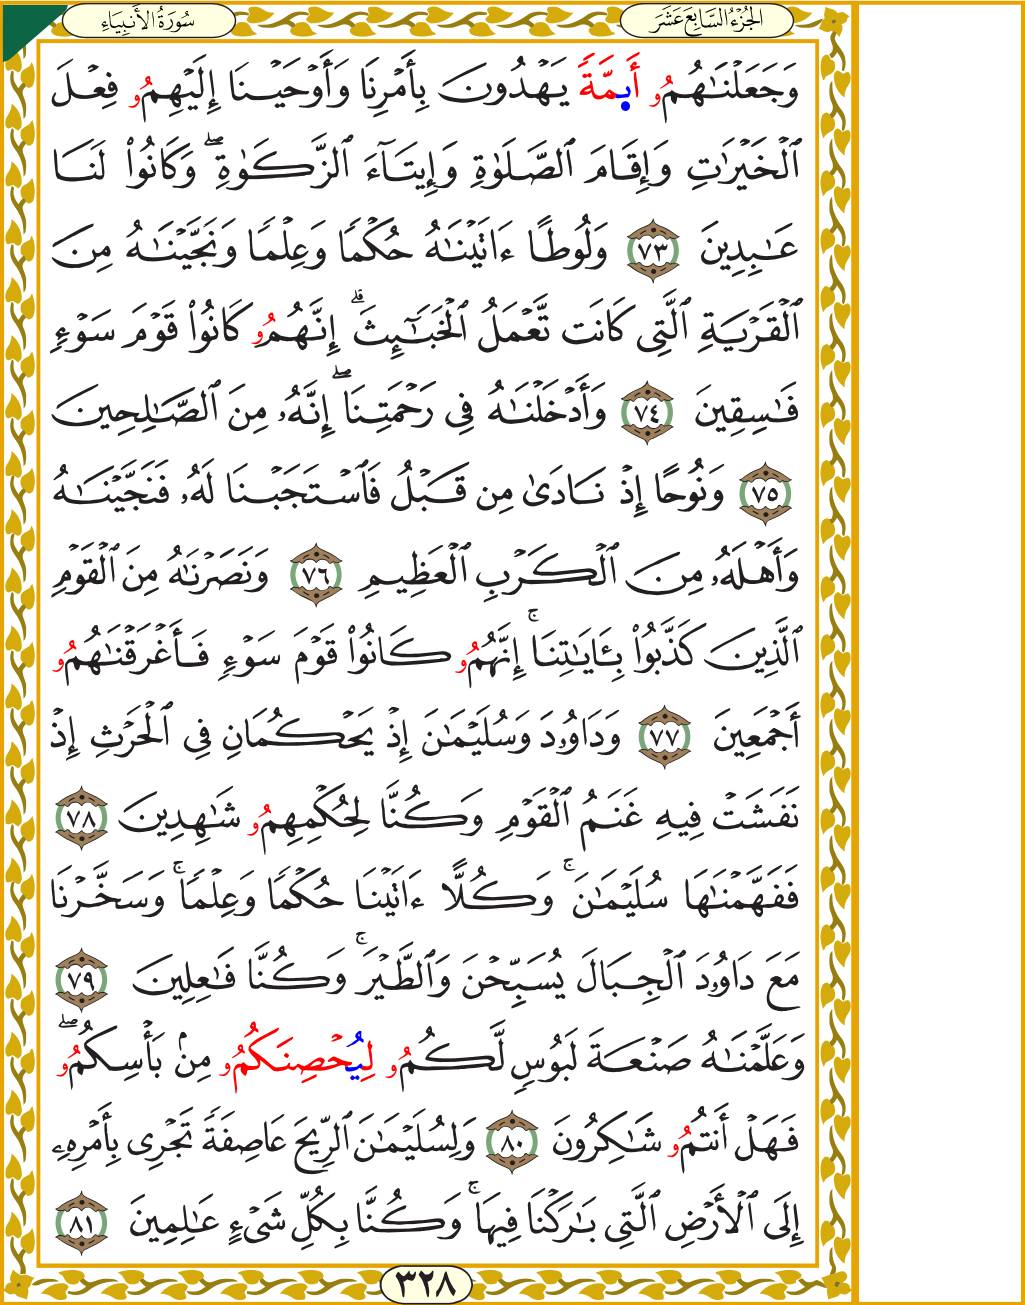 سُورَةُ الأَنبِيَاءِ
الجُزْءُ السَّابِعَ عَشَرَ
وَجَعَلْنَٰهُمُۥ أَيِمَّةً يَهْدُونَ بِأَمْرِنَا وَأَوْحَيْنَا إِلَيْهِمُۥ فِعْلَ
ٱلْخَيْرَٰتِ وَإِقَامَ ٱلصَّلَوٰةِ وَإِيتَآءَ ٱلزَّكَوٰةِۖ وَكَانُوا۟ لَنَا
عَٰبِدِينَ ٧٣ وَلُوطًا ءَاتَيْنَٰهُ حُكْمًا وَعِلْمًا وَنَجَّيْنَٰهُ مِنَ
ٱلْقَرْيَةِ ٱلَّتِى كَانَت تَّعْمَلُ ٱلْخَبَٰٓئِثَۗ إِنَّهُمُۥ كَانُوا۟ قَوْمَ سَوْءٍ
فَٰسِقِينَ ٧٤ وَأَدْخَلْنَٰهُ فِى رَحْمَتِنَاۖ إِنَّهُۥ مِنَ ٱلصَّٰلِحِينَ
٧٥ وَنُوحًا إِذْ نَادَىٰ مِن قَبْلُ فَٱسْتَجَبْنَا لَهُۥ فَنَجَّيْنَٰهُ
وَأَهْلَهُۥ مِنَ ٱلْكَرْبِ ٱلْعَظِيمِ ٧٦ وَنَصَرْنَٰهُ مِنَ ٱلْقَوْمِ
ٱلَّذِينَ كَذَّبُوا۟ بِـَٔايَٰتِنَاۚ إِنَّهُمُۥ كَانُوا۟ قَوْمَ سَوْءٍ فَأَغْرَقْنَٰهُمُۥ
أَجْمَعِينَ ٧٧ وَدَاوُۥدَ وَسُلَيْمَٰنَ إِذْ يَحْكُمَانِ فِى ٱلْحَرْثِ إِذْ
نَفَشَتْ فِيهِ غَنَمُ ٱلْقَوْمِ وَكُنَّا لِحُكْمِهِمُۥ شَٰهِدِينَ ٧٨
فَفَهَّمْنَٰهَا سُلَيْمَٰنَۚ وَكُلًّا ءَاتَيْنَا حُكْمًا وَعِلْمًاۚ وَسَخَّرْنَا
مَعَ دَاوُۥدَ ٱلْجِبَالَ يُسَبِّحْنَ وَٱلطَّيْرَۚ وَكُنَّا فَٰعِلِينَ ٧٩
وَعَلَّمْنَٰهُ صَنْعَةَ لَبُوسٍ لَّكُمُۥ لِيُحْصِنَكُمُۥ مِنۢ بَأْسِكُمُۥۖ
فَهَلْ أَنتُمُۥ شَٰكِرُونَ ٨٠ وَلِسُلَيْمَٰنَ ٱلرِّيحَ عَاصِفَةً تَجْرِى بِأَمْرِهِۦ
إِلَى ٱلْأَرْضِ ٱلَّتِى بَٰرَكْنَا فِيهَاۚ وَكُنَّا بِكُلِّ شَىْءٍ عَٰلِمِينَ ٨١
٣٢٨